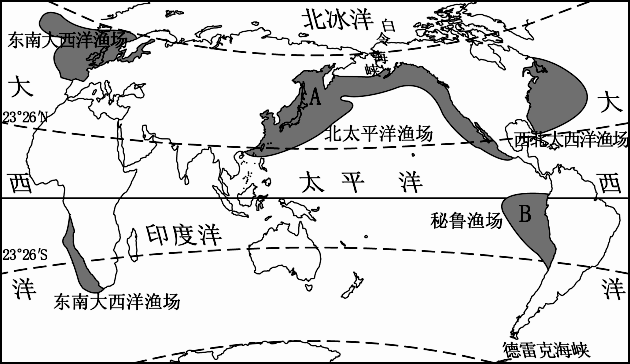 北冰洋
白令海峡
东南大西洋渔场
大
A
大
23°26′N
北太平洋渔场
西北大西洋渔场
西
太平洋
西
B
秘鲁渔场
印度洋
23°26′S
洋
东南大西洋渔场
洋
德雷克海峡